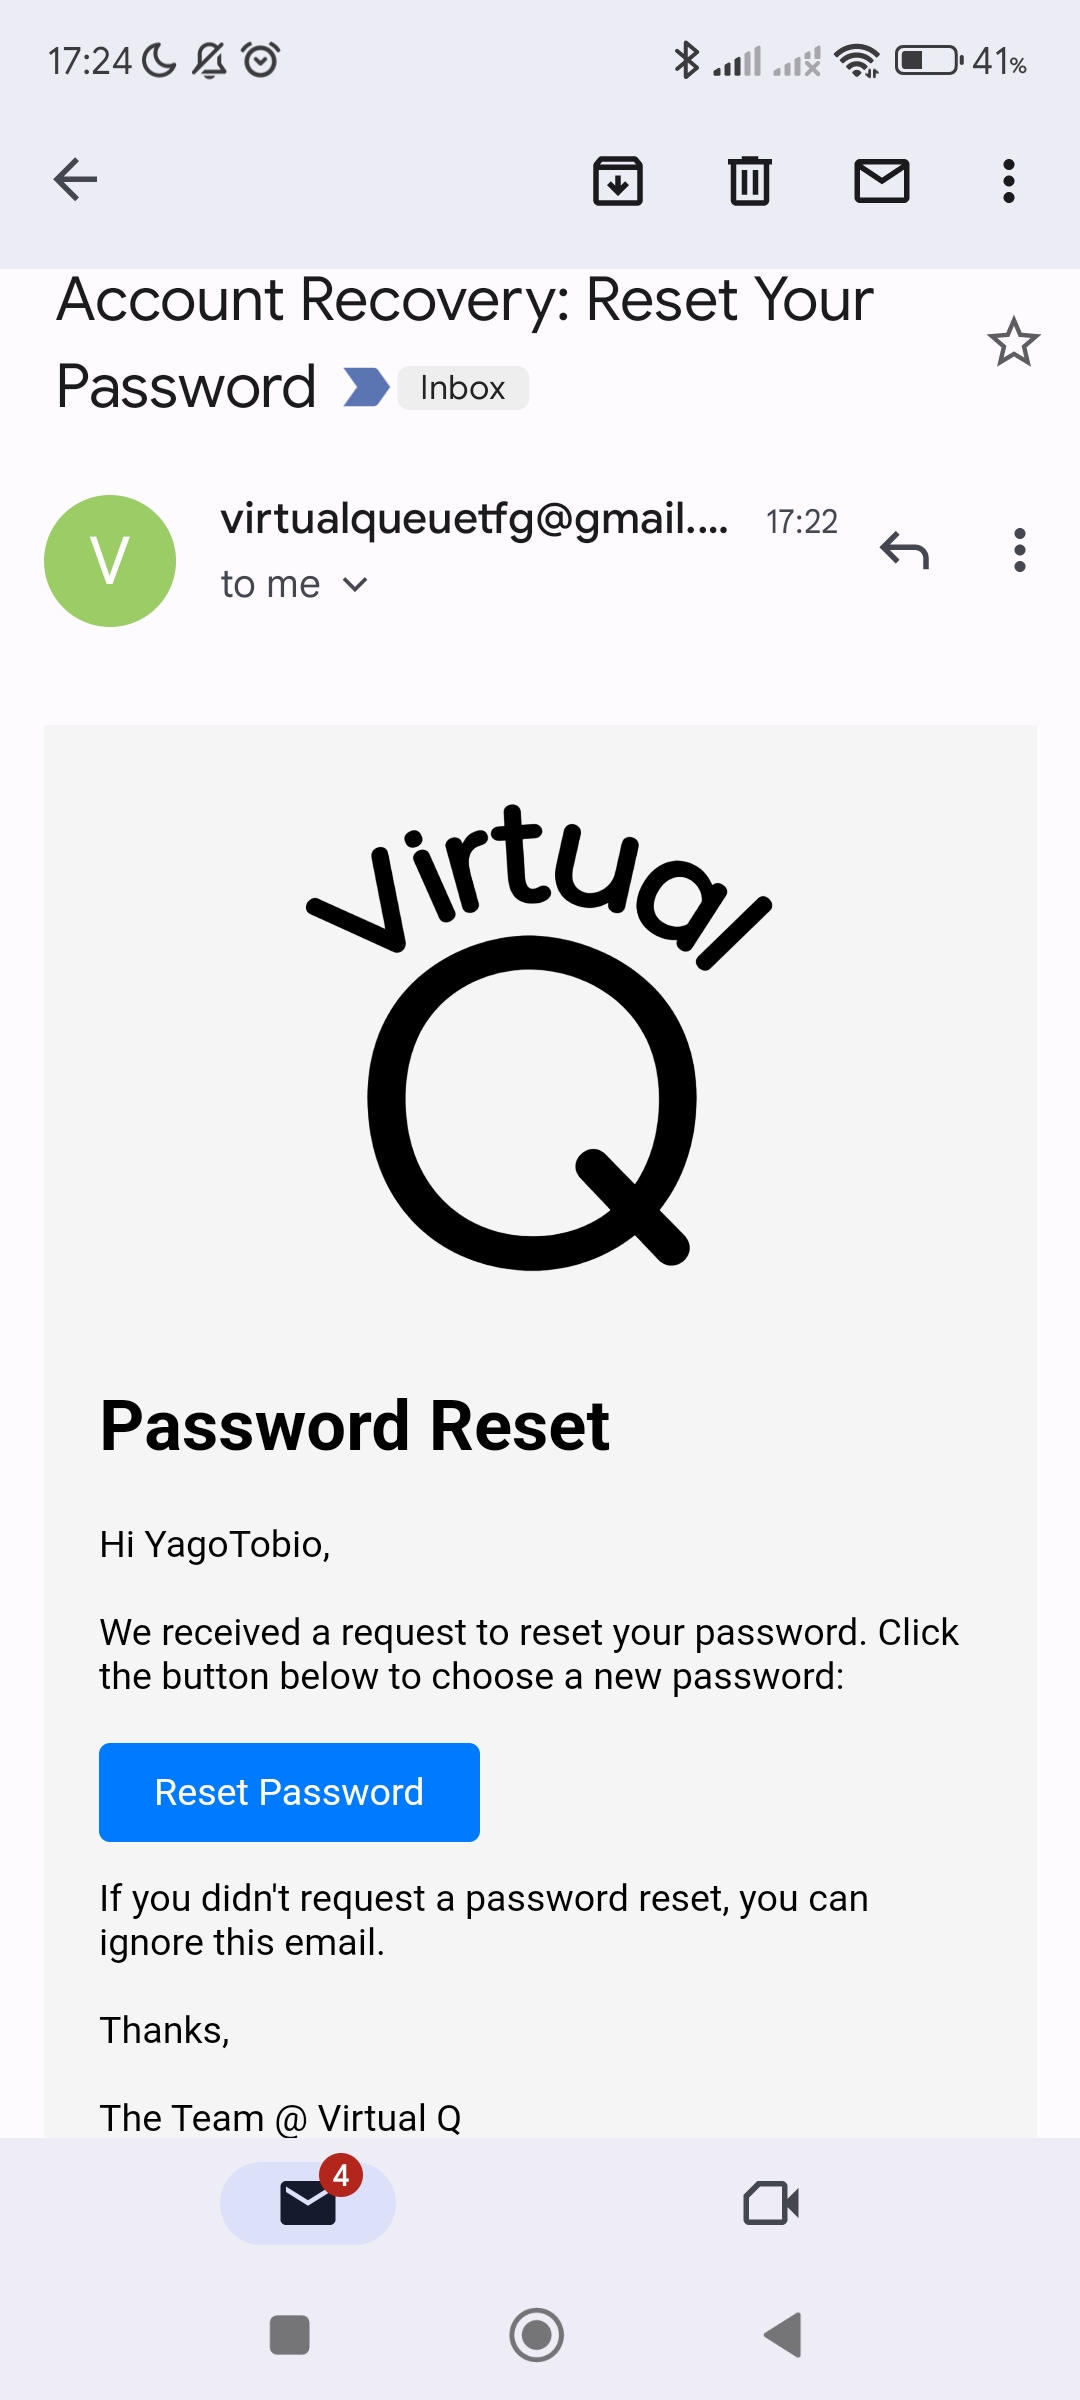 17:24
41%
Account Recovery: Reset Your
Password Inbox
V
virtualqueuetfg@gmail.... 17:22
to me
Virtual
Q
Password Reset
Hi YagoTobio,
We received a request to reset your password. Click
the button below to choose a new password:
Reset Password
If you didn't request a password reset, you can
ignore this email.
Thanks,
The Team @ Virtual Q
4